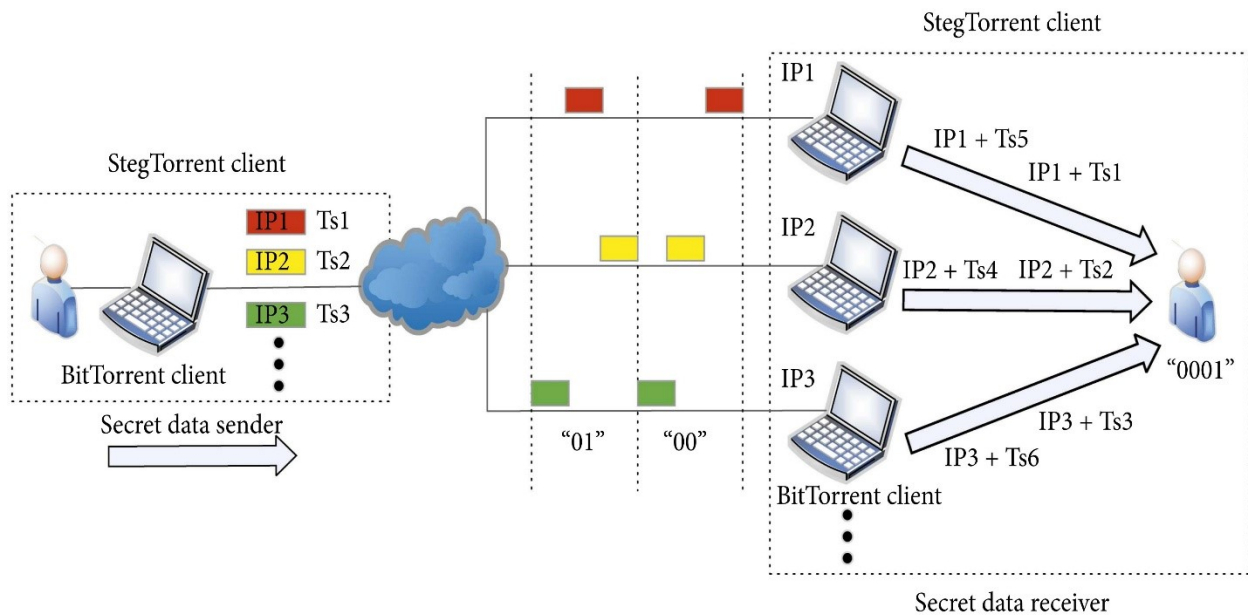 StegTorrent client
IP1 Ts1
IP2 Ts2
IP3 Ts3
BitTorrent client
Secret data sender
“01”
“00”
StegTorrent client
IP1
IP1 + Ts5
IP1 + Ts1
IP2
IP2 + Ts4
IP2 + Ts2
IP3
IP3 + Ts3
IP3 + Ts6
“0001”
BitTorrent client
Secret data receiver